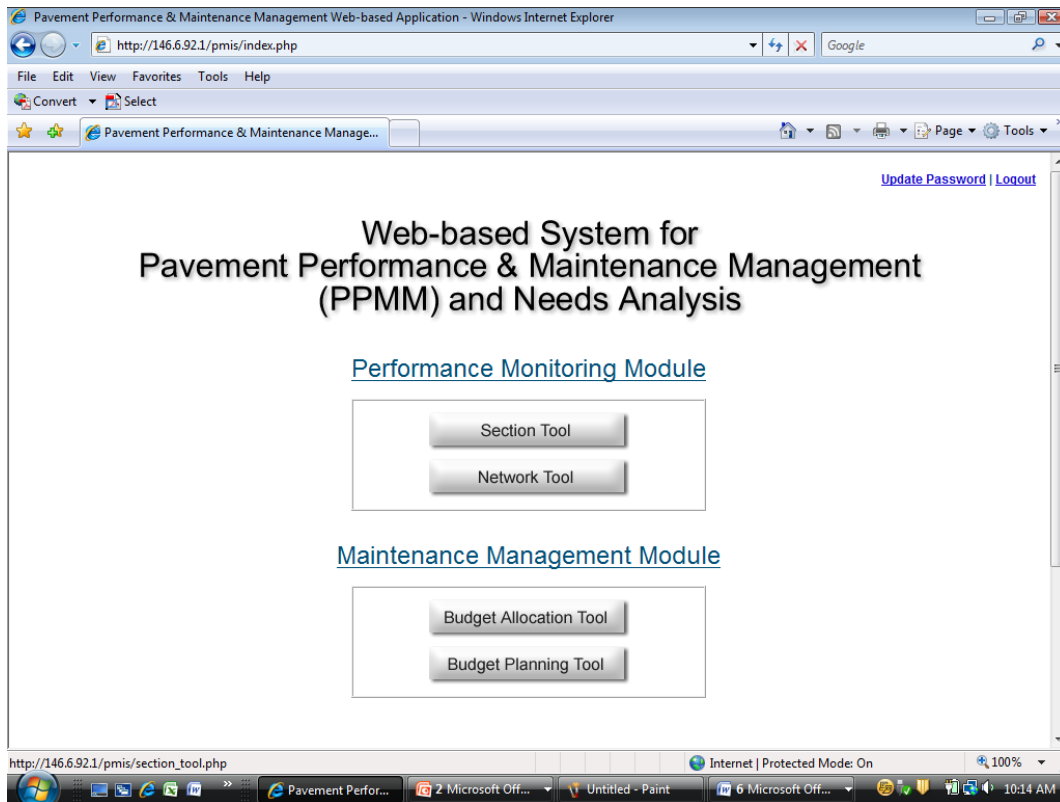 Pavement Performance & Maintenance Management Web-based Application - Windows Internet Explorer
http://146.6.92.1/pmis/index.php
Google
File Edit View Favorites Tools Help
Convert Select
Pavement Performance & Maintenance Manage...
Page Tools
Update Password | Logout
Web-based System for
Pavement Performance & Maintenance Management
(PPMM) and Needs Analysis
Performance Monitoring Module
Section Tool
Network Tool
Maintenance Management Module
Budget Allocation Tool
Budget Planning Tool
http://146.6.92.1/pmis/section_tool.php
Internet | Protected Mode: On
100%
Pavement Perfor...
2 Microsoft Off...
Untitled - Paint
6 Microsoft Off...
10:14 AM